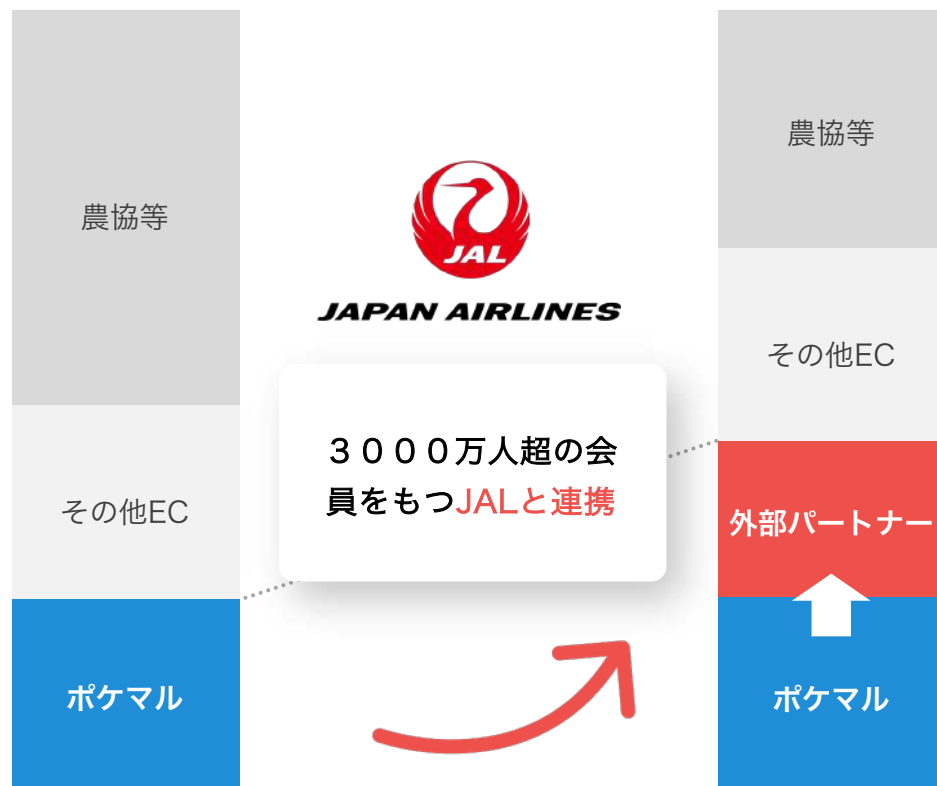 農協等
その他EC
ポケマル
JAL
JAPAN AIRLINES
３０００万人超の会
員をもつJALと連携
農協等
その他EC
外部パートナー
ポケマル